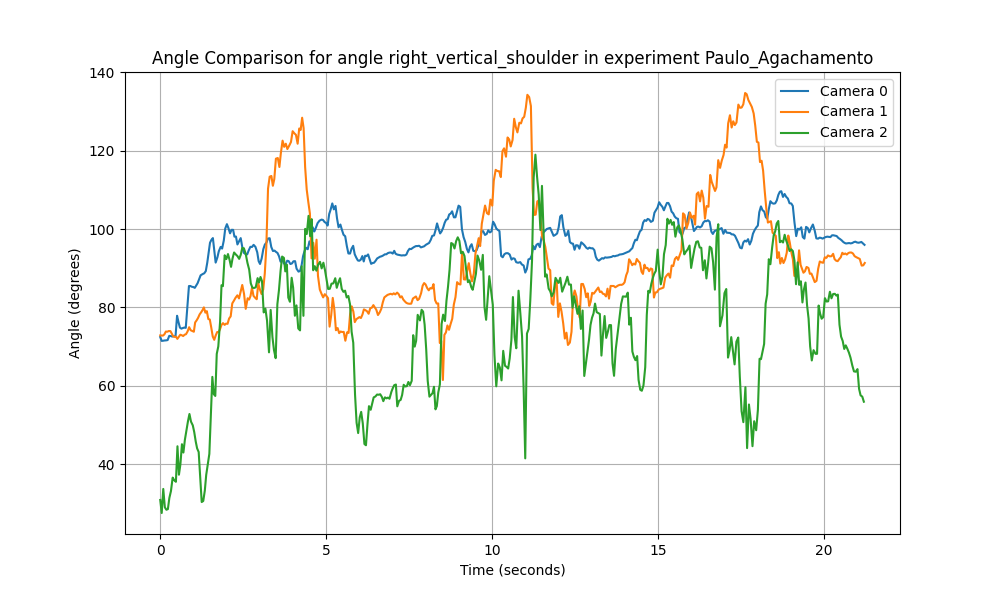 Angle Comparison for angle right_vertical_shoulder in experiment Paulo_Agachamento
Camera 0
Camera 1
Camera 2
Angle (degrees)
140
120
100
80
60
40
0 5 10 15 20
Time (seconds)